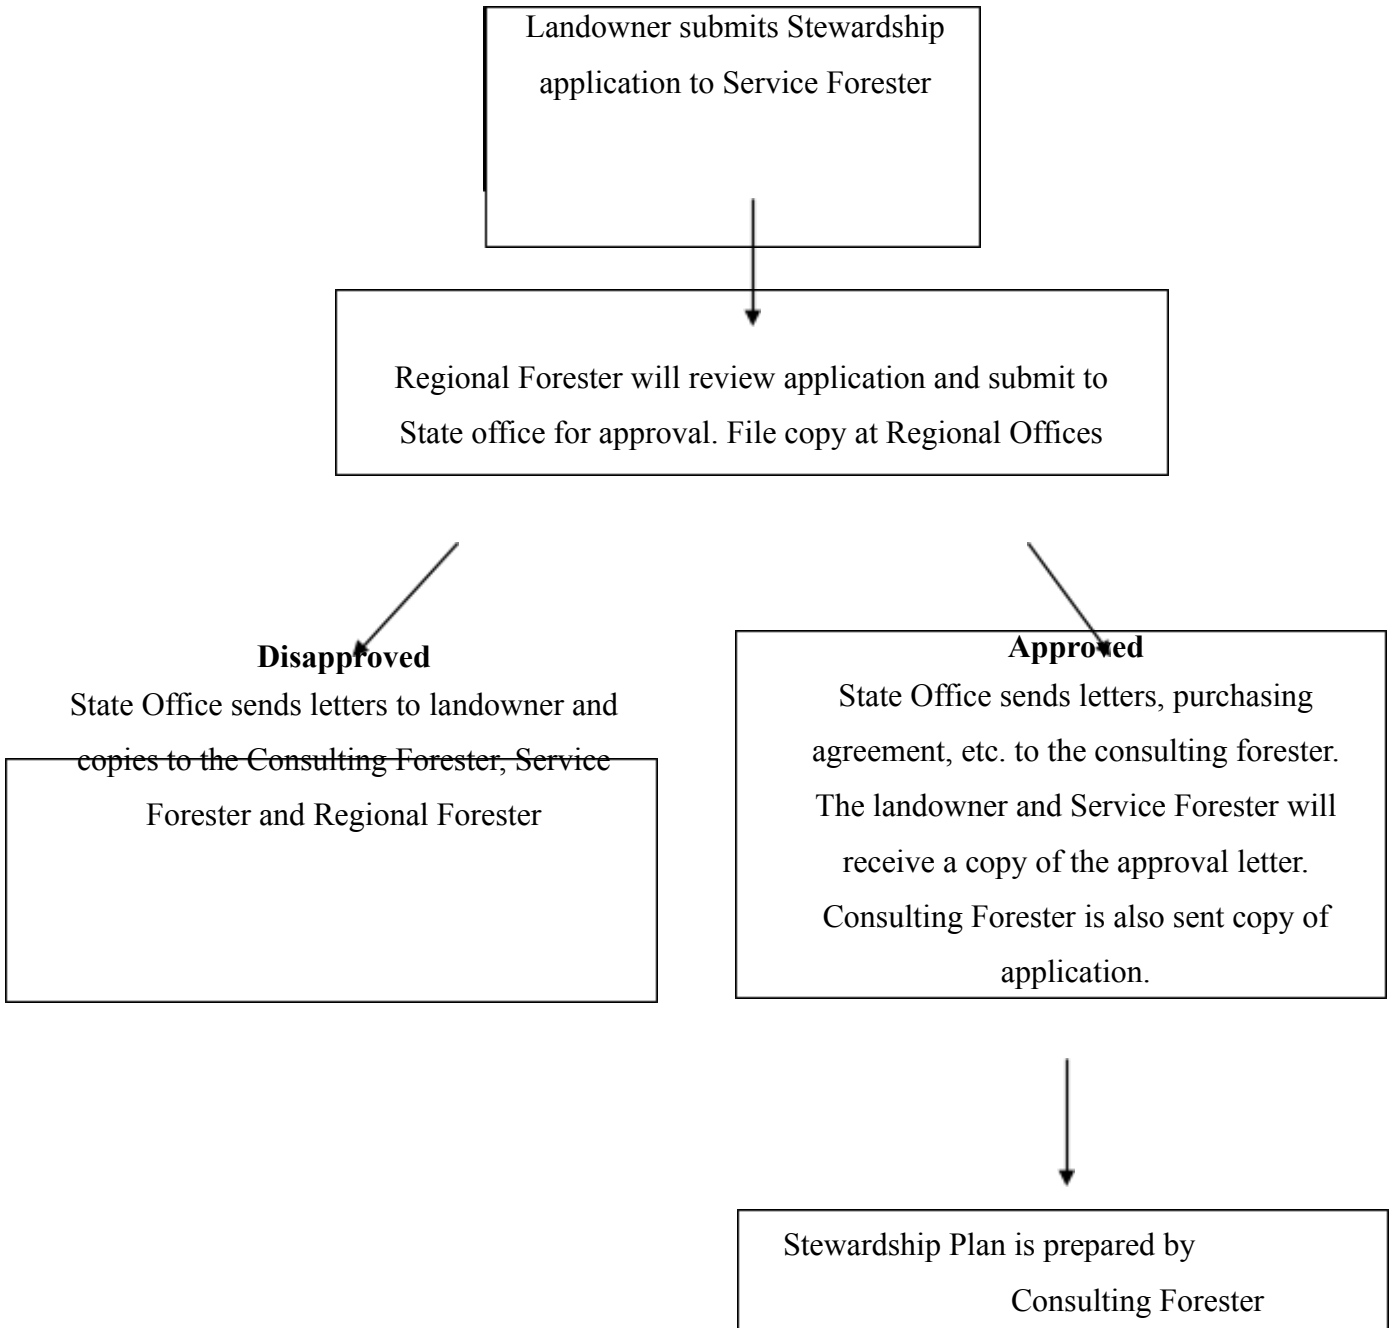 Landowner submits Stewardship
application to Service Forester
Regional Forester will review application and submit to
State office for approval. File copy at Regional Offices
Disapproved
State Office sends letters to landowner and
copies to the Consulting Forester, Service
Forester and Regional Forester
Approved
State Office sends letters, purchasing
agreement, etc. to the consulting forester.
The landowner and Service Forester will
receive a copy of the approval letter.
Consulting Forester is also sent copy of
application.
Stewardship Plan is prepared by
Consulting Forester